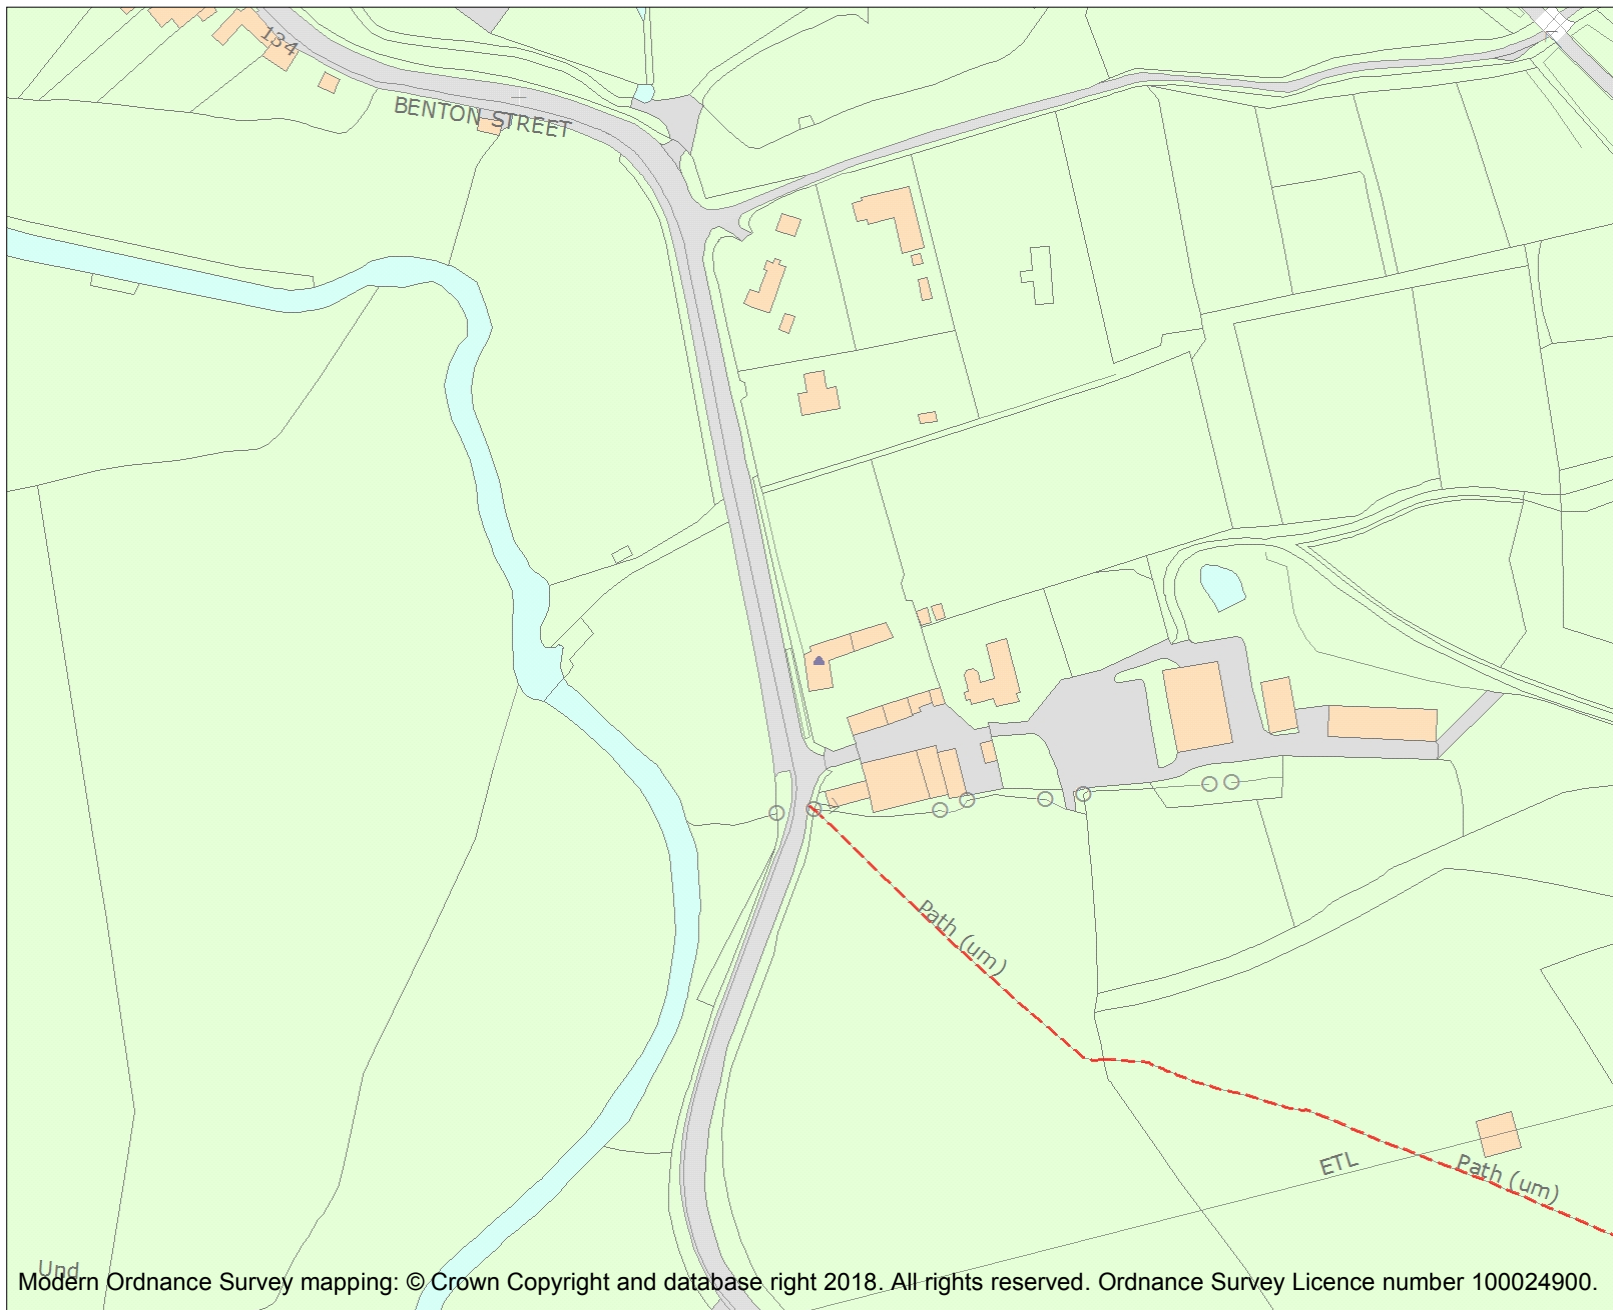 134
BENTON STREET
Path (um)
ETL
Path (um)
Und
Modern Ordnance Survey mapping: © Crown Copyright and database right 2018. All rights reserved. Ordnance Survey Licence number 100024900.